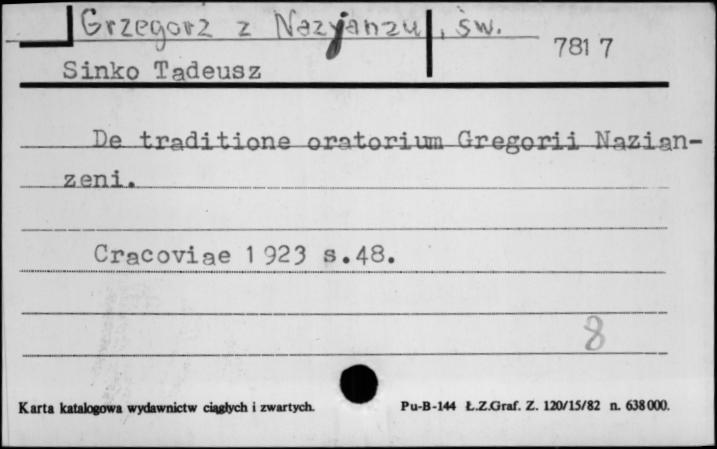 Grzegorz z Nazjanzu, św.
781 7
Sinko Tadeusz
De traditione oratorium Gregorii Nazian-
zeni.
Cracoviae 1923 s.48.
8
Karta katalogowa wydawnictw ciągłych i zwartych.
Pu-B-144 Ł.Z.Graf. Z. 120/15/82 n. 638000.